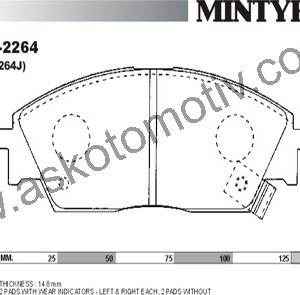 MINTYE
-2264
264J)
www.askotomotiv.com
MM. 25 50 75 100 125
THICKNESS : 14.8 mm
2 PADS WITH WEAR INDICATORS - LEFT & RIGHT EACH, 2 PADS WITHOUT